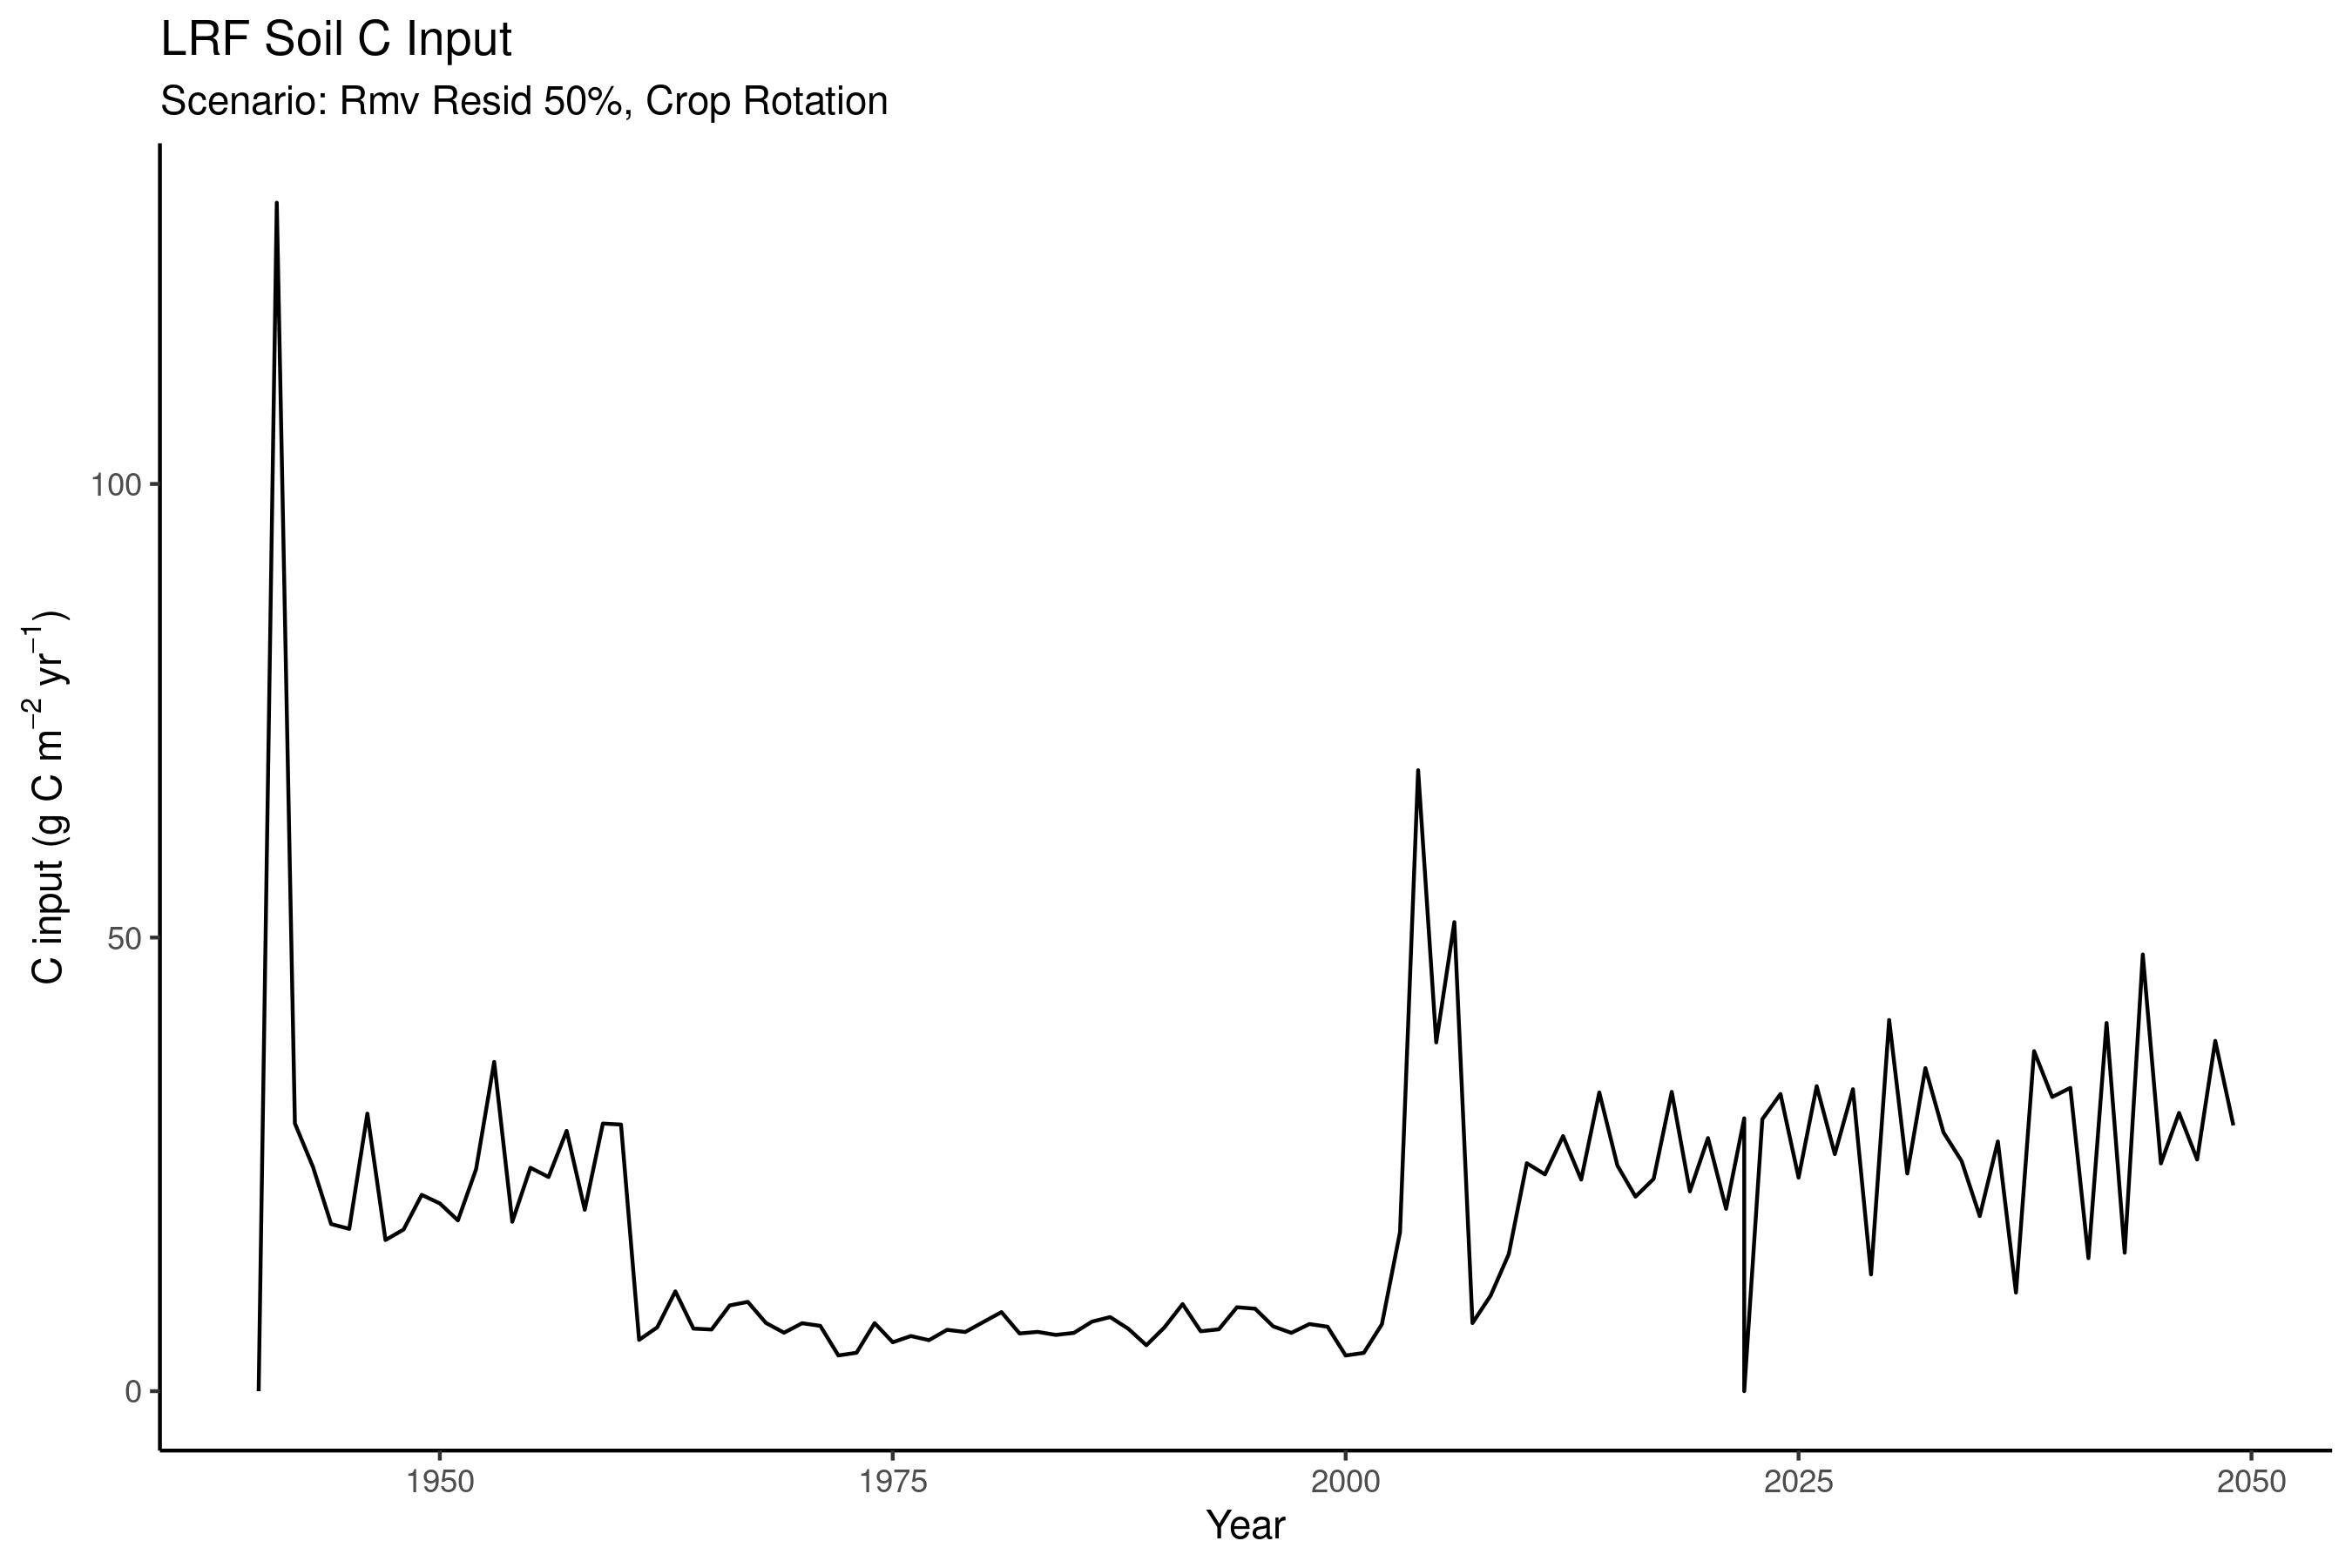 LRF Soil C Input
Scenario: Rmv Resid 50%, Crop Rotation
C input (g C m⁻² yr⁻¹)
100
50
0
1950 1975 2000 2025 2050
Year